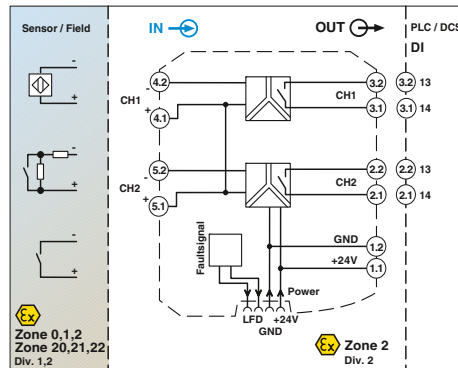 Sensor / Field
IN
OUT
PLC / DCS
DI
-
+
-
+
-
+
4.2
-
CH1
+
4.1
3.2
CH1
3.1
3.2 13
3.1 14
5.2
-
CH2
+
5.1
2.2
CH2
2.1
2.2 13
2.1 14
Faultsignal
GND
1.2
+24V
1.1
Power
LFD
+24V
GND
Ex
Zone 0,1,2
Zone 20,21,22
Div. 1,2
Ex
Zone 2
Div. 2